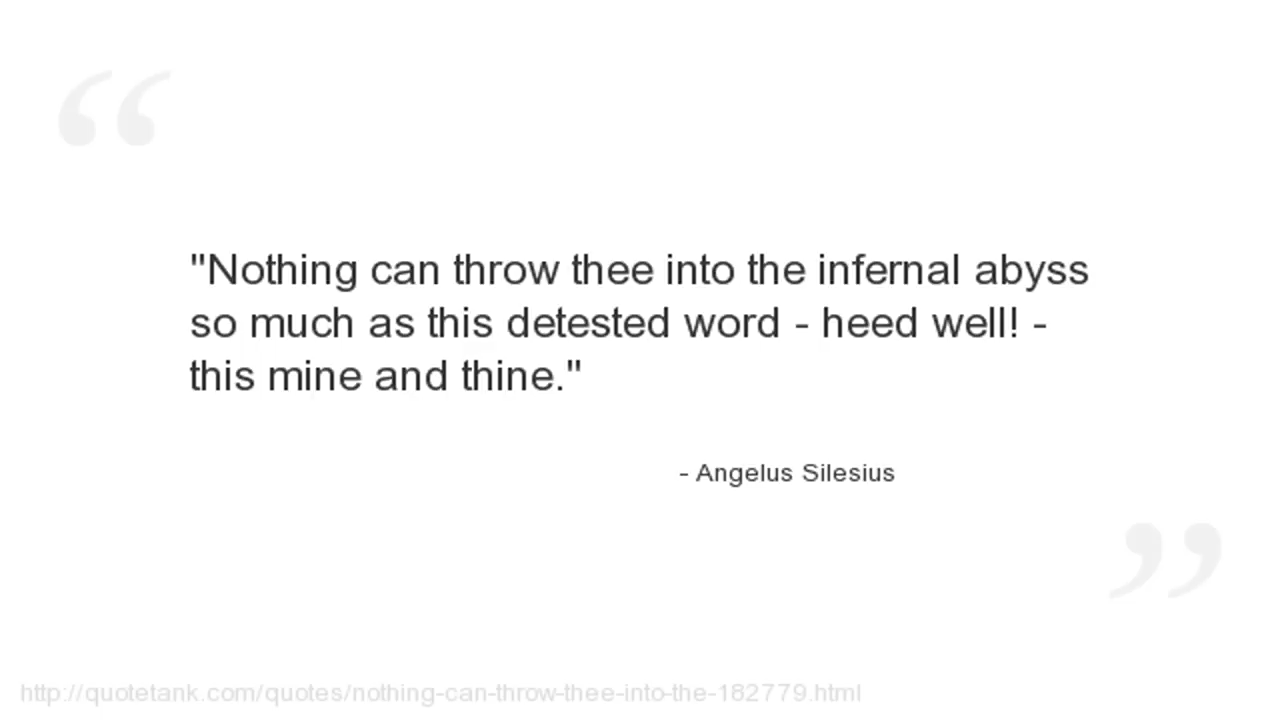 "Nothing can throw thee into the infernal abyss
so much as this detested word - heed well! -
this mine and thine."
- Angelus Silesius
http://quotetank.com/quotes/nothing-can-throw-thee-into-the-182779.html